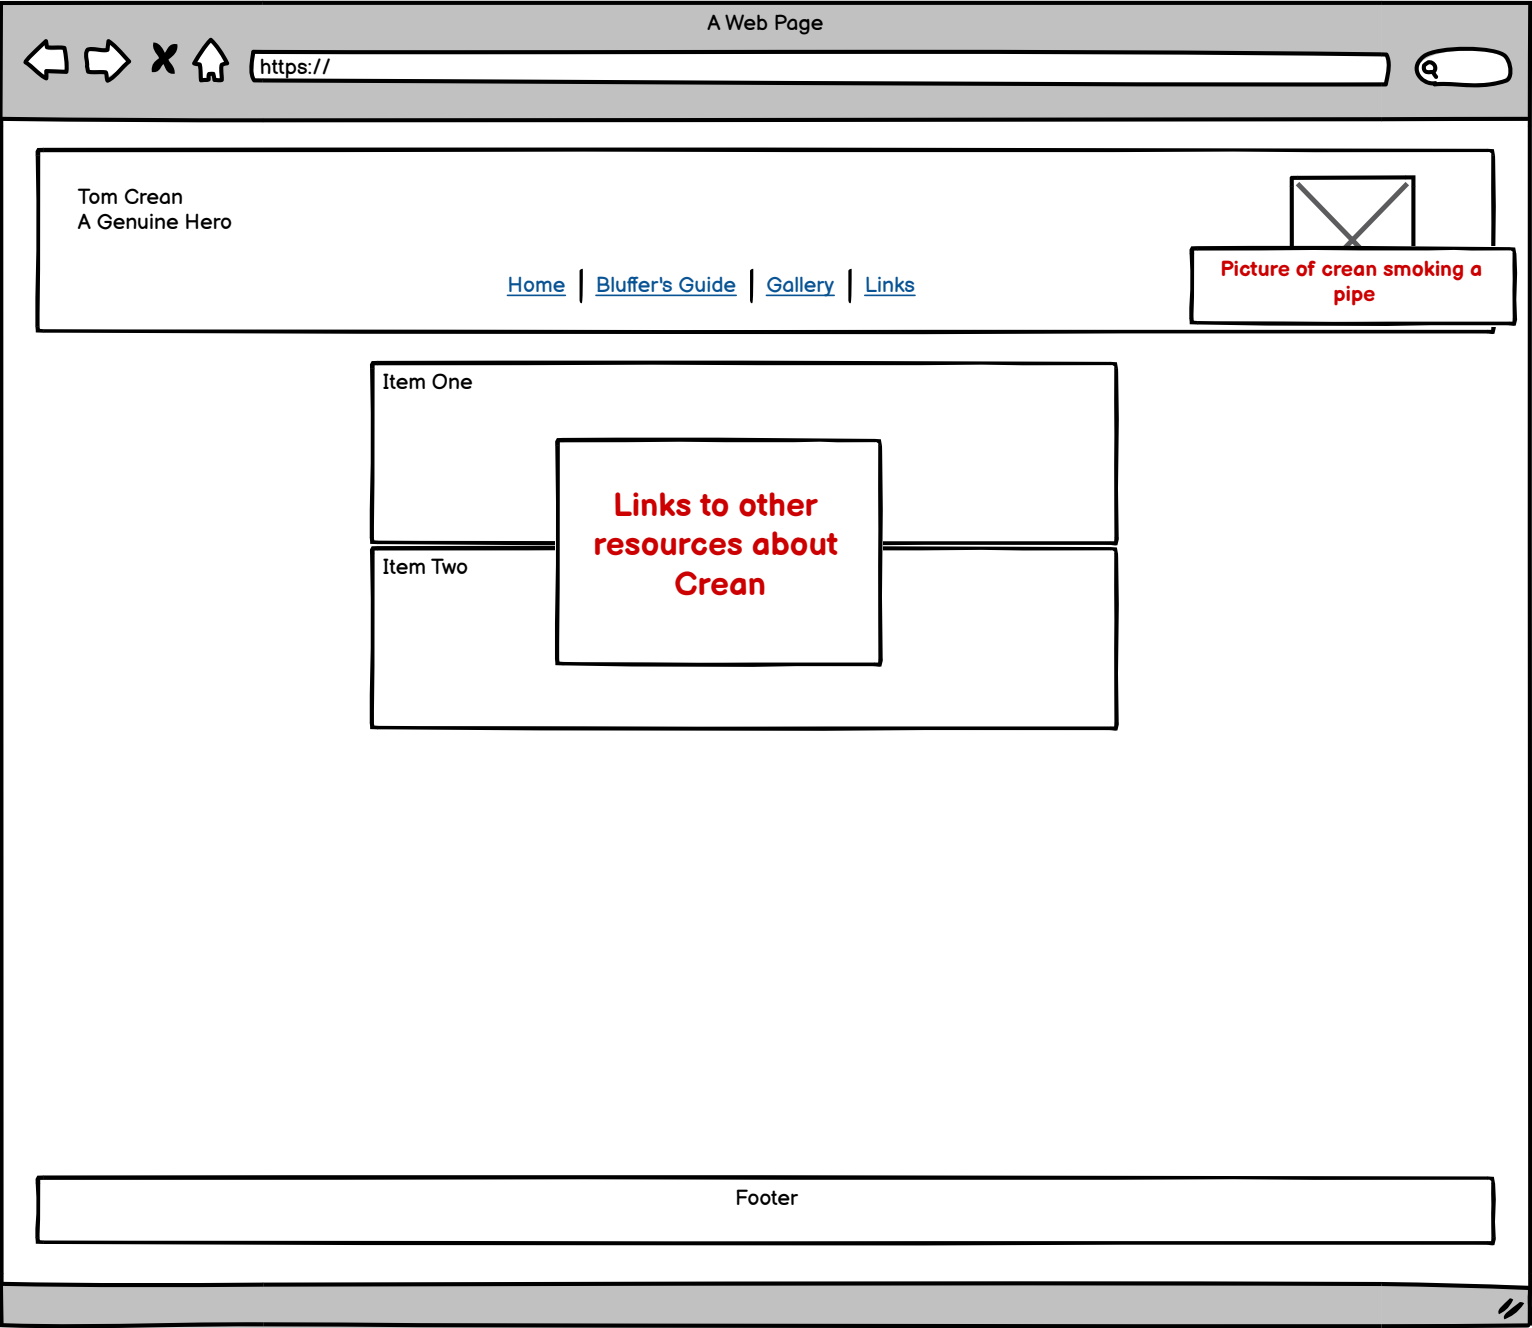 A Web Page
https://
Tom Crean
A Genuine Hero
Home Bluffer's Guide Gallery Links
Picture of crean smoking a
pipe
Item One
Links to other
resources about
Crean
Item Two
Footer